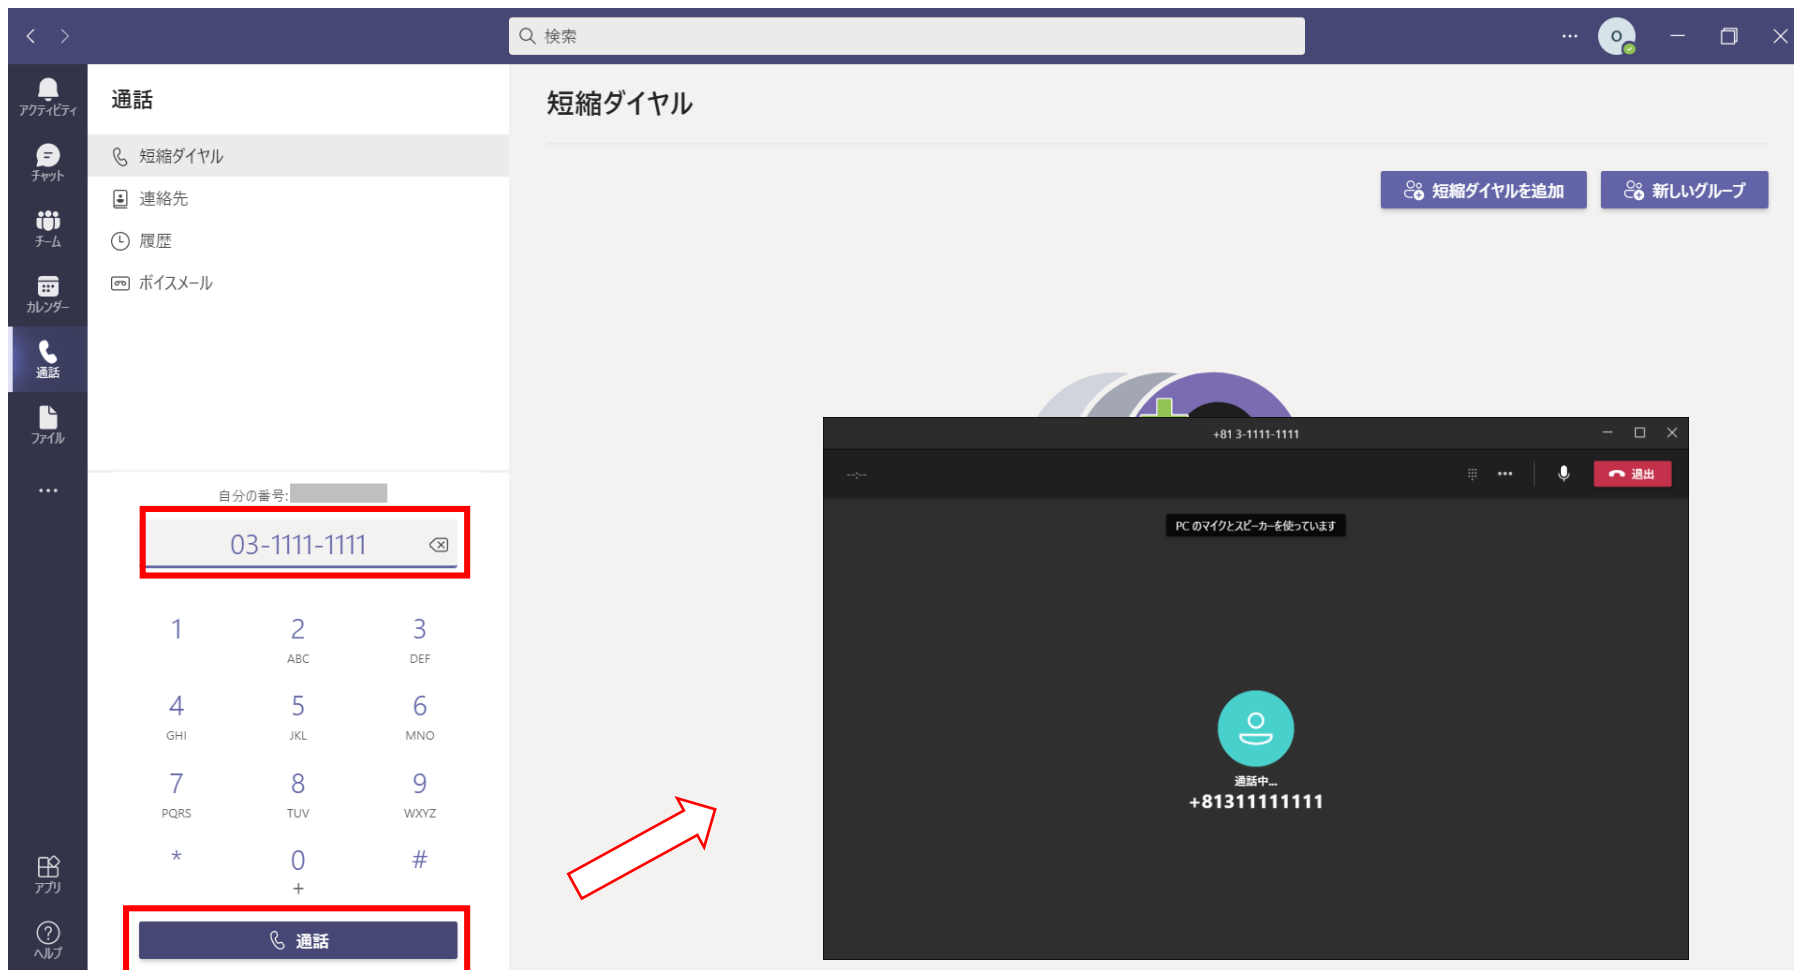 検索
O
アクティビティ
チャット
チーム
カレンダー
通話
ファイル
アプリ
ヘルプ
通話
短縮ダイヤル
連絡先
履歴
ボイスメール
自分の番号:
03-1111-1111
1
2
3
ABC
DEF
4
5
6
GHI
JKL
MNO
7
8
9
PQRS
TUV
WXYZ
*
0
#
+
通話
短縮ダイヤル
短縮ダイヤルを追加
新しいグループ
+81 3-1111-1111
--:--
退出
PC のマイクとスピーカーを使っています
通話中...
+81311111111